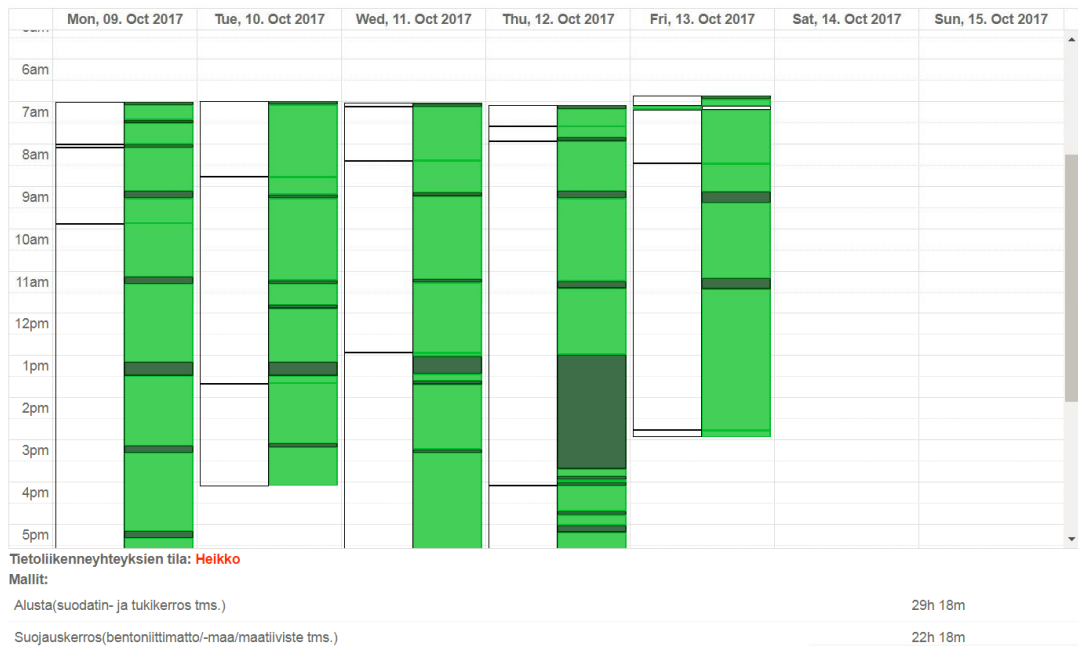 Mon, 09. Oct 2017 Tue, 10. Oct 2017 Wed, 11. Oct 2017 Thu, 12. Oct 2017 Fri, 13. Oct 2017 Sat, 14. Oct 2017 Sun, 15. Oct 2017
6am
7am
8am
9am
10am
11am
12pm
1pm
2pm
3pm
4pm
5pm
Tietoliikenneyhteyksien tila: Heikko
Mallit:
Alusta(suodatin- ja tukikerros tms.) 29h 18m
Suojauskerros(bentoniittimatto/-maa/maatiiviste tms.) 22h 18m